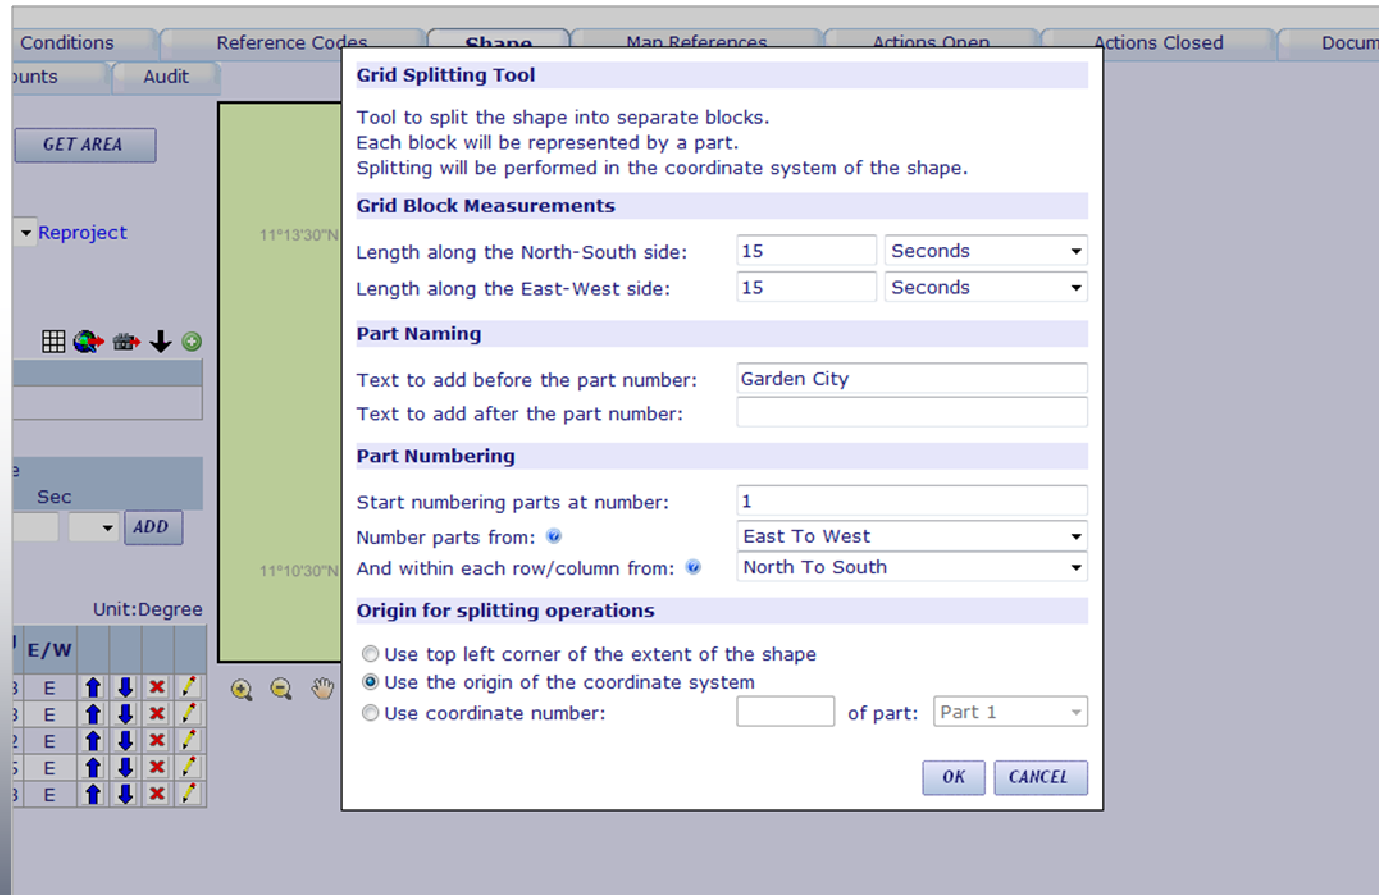 Conditions
Reference Codes
Shape
Map References
Actions Open
Actions Closed
Audit
GET AREA
Reproject
11°13'30"N
11°10'30"N
Sec
ADD
Unit:Degree
E/W
E
E
E
E
E
Grid Splitting Tool
Tool to split the shape into separate blocks.
Each block will be represented by a part.
Splitting will be performed in the coordinate system of the shape.
Grid Block Measurements
Length along the North-South side: 15 Seconds
Length along the East-West side: 15 Seconds
Part Naming
Text to add before the part number: Garden City
Text to add after the part number:
Part Numbering
Start numbering parts at number: 1
Number parts from: East To West
And within each row/column from: North To South
Origin for splitting operations
Use top left corner of the extent of the shape
Use the origin of the coordinate system
Use coordinate number: of part: Part 1
OK CANCEL